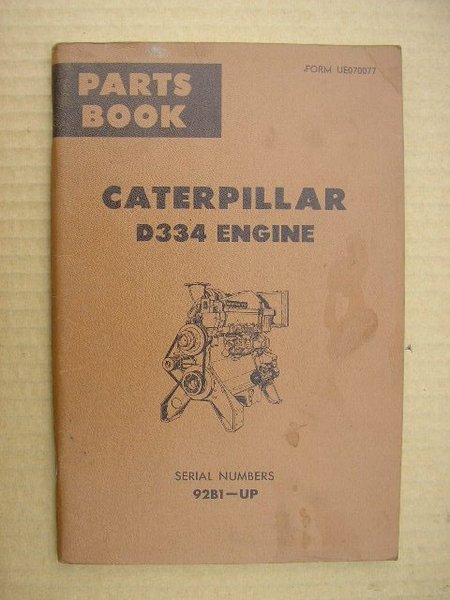 FORM UE070077
PARTS
BOOK
CATERPILLAR
D334 ENGINE
SERIAL NUMBERS
92B1—UP